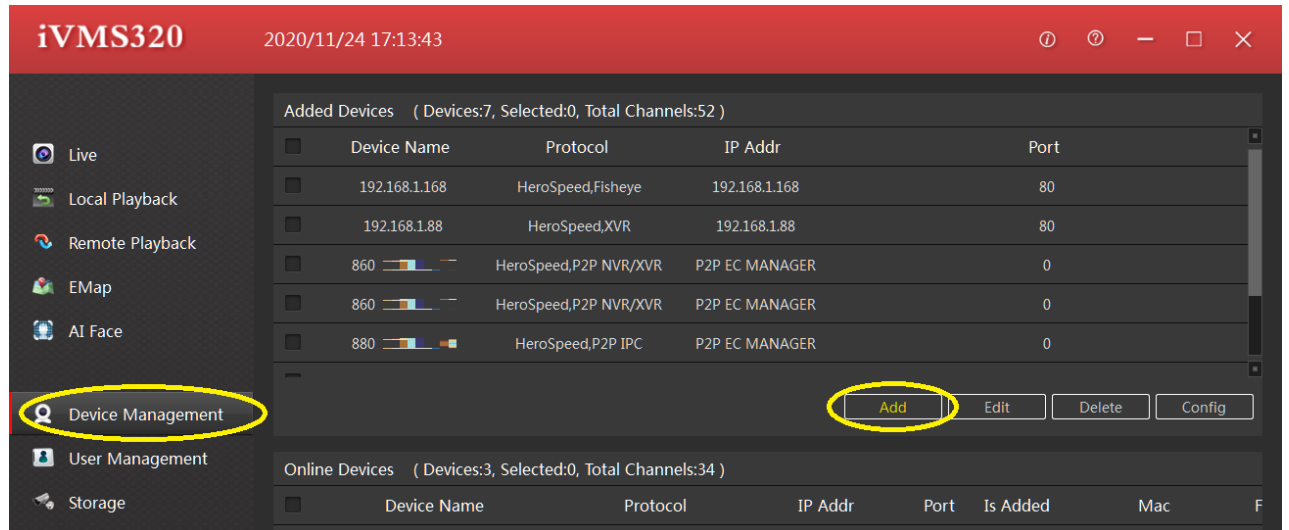 iVMS320 2020/11/24 17:13:43
Added Devices ( Devices:7, Selected:0, Total Channels:52 )
Device Name Protocol IP Addr Port
192.168.1.168 HeroSpeed,Fisheye 192.168.1.168 80
192.168.1.88 HeroSpeed,XVR 192.168.1.88 80
860 HeroSpeed,P2P NVR/XVR P2P EC MANAGER 0
860 HeroSpeed,P2P NVR/XVR P2P EC MANAGER 0
880 HeroSpeed,P2P IPC P2P EC MANAGER 0
Add Edit Delete Config
Online Devices ( Devices:3, Selected:0, Total Channels:34 )
Device Name Protocol IP Addr Port Is Added Mac F
Live
Local Playback
Remote Playback
EMap
AI Face
Device Management
User Management
Storage